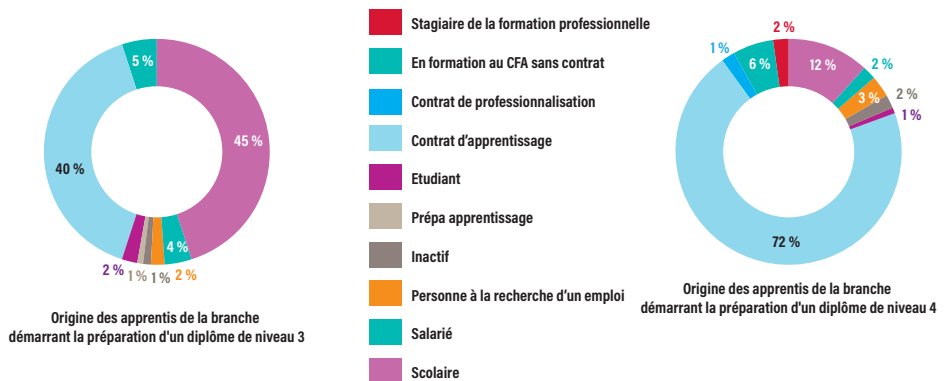 5 %
45 %
40 %
4 %
2 %
1 %
1 %
2 %
Origine des apprentis de la branche
démarrant la préparation d'un diplôme de niveau 3
Stagiaire de la formation professionnelle
En formation au CFA sans contrat
Contrat de professionnalisation
Contrat d'apprentissage
Etudiant
Prépa apprentissage
Inactif
Personne à la recherche d'un emploi
Salarié
Scolaire
2 %
1 %
6 %
12 %
2 %
3 %
2 %
1 %
72 %
Origine des apprentis de la branche
démarrant la préparation d'un diplôme de niveau 4